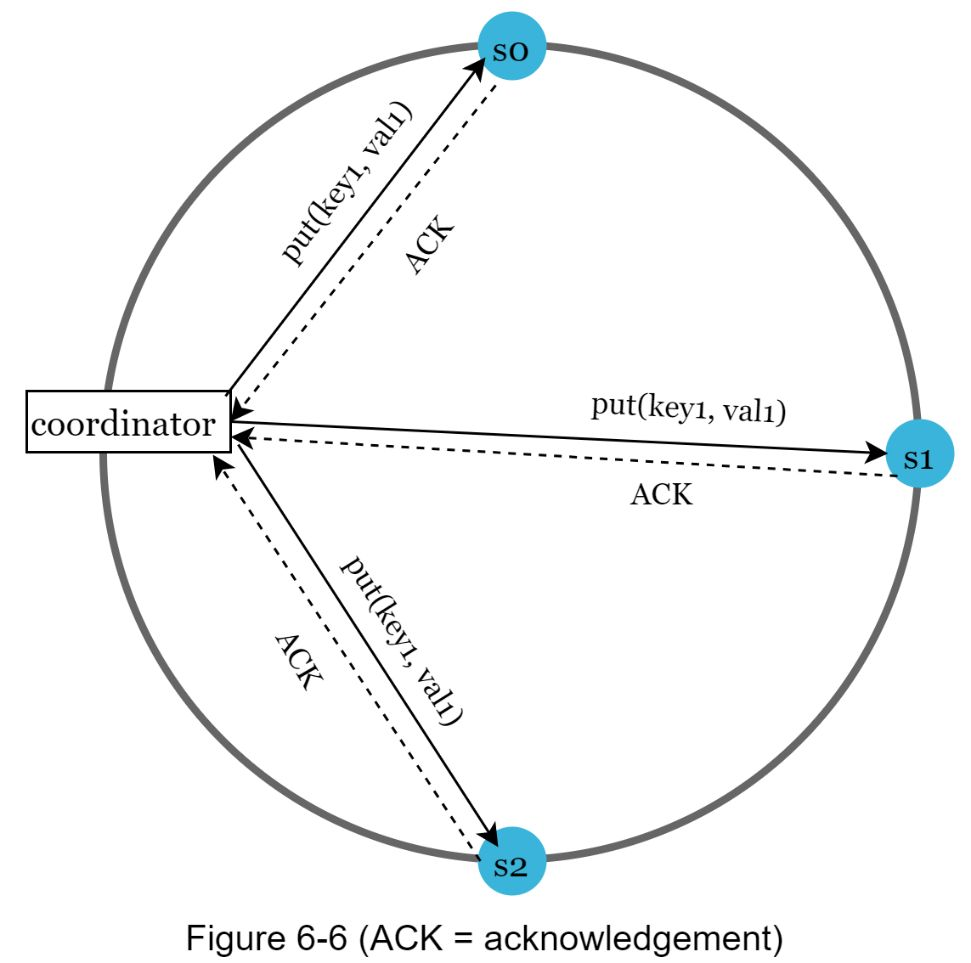 s0
put(key1, val1)
ACK
coordinator
put(key1, val1)
s1
ACK
put(key1, val1)
ACK
s2
Figure 6-6 (ACK = acknowledgement)